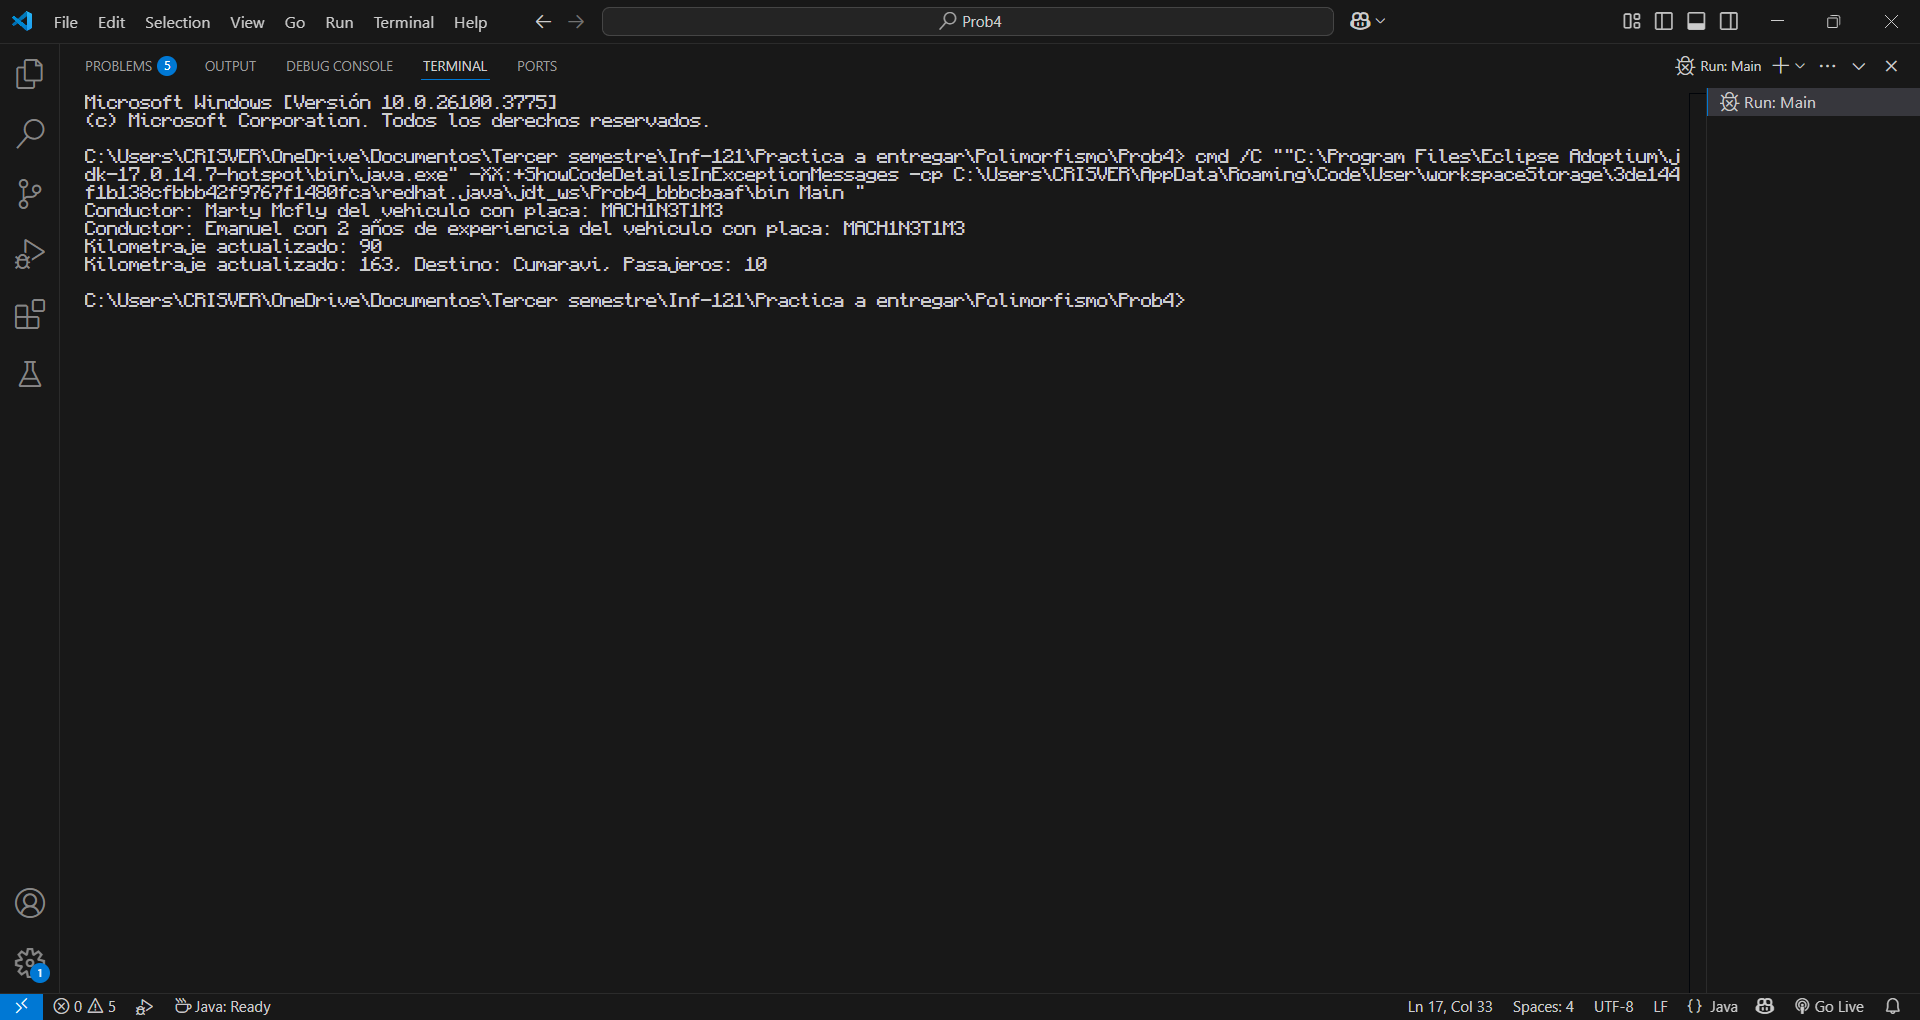 File Edit Selection View Go Run Terminal Help Prob4
PROBLEMS 5 OUTPUT DEBUG CONSOLE TERMINAL PORTS Run: Main
Run: Main
Microsoft Windows [Versión 10.0.26100.3775]
(c) Microsoft Corporation. Todos los derechos reservados.
C:\Users\CRISVER\OneDrive\Documentos\Tercer semestre\Inf-121\Practica a entregar\Polimorfismo\Prob4> cmd /C ""C:\Program Files\Eclipse Adoptium\j
dk-17.0.14.7-hotspot\bin\java.exe" -XX:+ShowCodeDetailsInExceptionMessages -cp C:\Users\CRISVER\AppData\Roaming\Code\User\workspaceStorage\3de144
f1b138cfbbb42f9767f1480fca\redhat.java\jdt_ws\Prob4_bbbcbaaf\bin Main "
Conductor: Marty Mcfly del vehiculo con placa: MACH1N3T1M3
Conductor: Emanuel con 2 años de experiencia del vehiculo con placa: MACH1N3T1M3
Kilometraje actualizado: 90
Kilometraje actualizado: 163, Destino: Cumaravi, Pasajeros: 10
C:\Users\CRISVER\OneDrive\Documentos\Tercer semestre\Inf-121\Practica a entregar\Polimorfismo\Prob4>
1
0 5 Java: Ready Ln 17, Col 33 Spaces: 4 UTF-8 LF {} Java Go Live